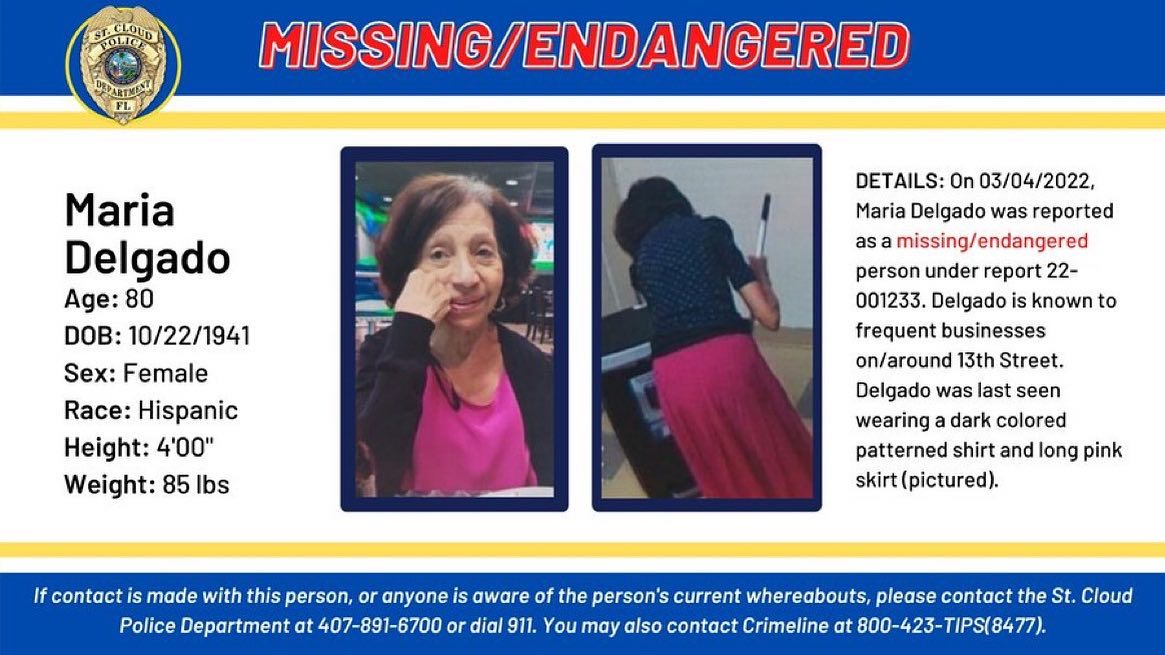 ST. CLOUD
POLICE
DEPARTMENT
FL
MISSING/ENDANGERED
Maria
Delgado
Age: 80
DOB: 10/22/1941
Sex: Female
Race: Hispanic
Height: 4'00"
Weight: 85 lbs
DETAILS: On 03/04/2022,
Maria Delgado was reported
as a missing/endangered
person under report 22-
001233. Delgado is known to
frequent businesses
on/around 13th Street.
Delgado was last seen
wearing a dark colored
patterned shirt and long pink
skirt (pictured).
If contact is made with this person, or anyone is aware of the person's current whereabouts, please contact the St. Cloud
Police Department at 407-891-6700 or dial 911. You may also contact Crimeline at 800-423-TIPS(8477).